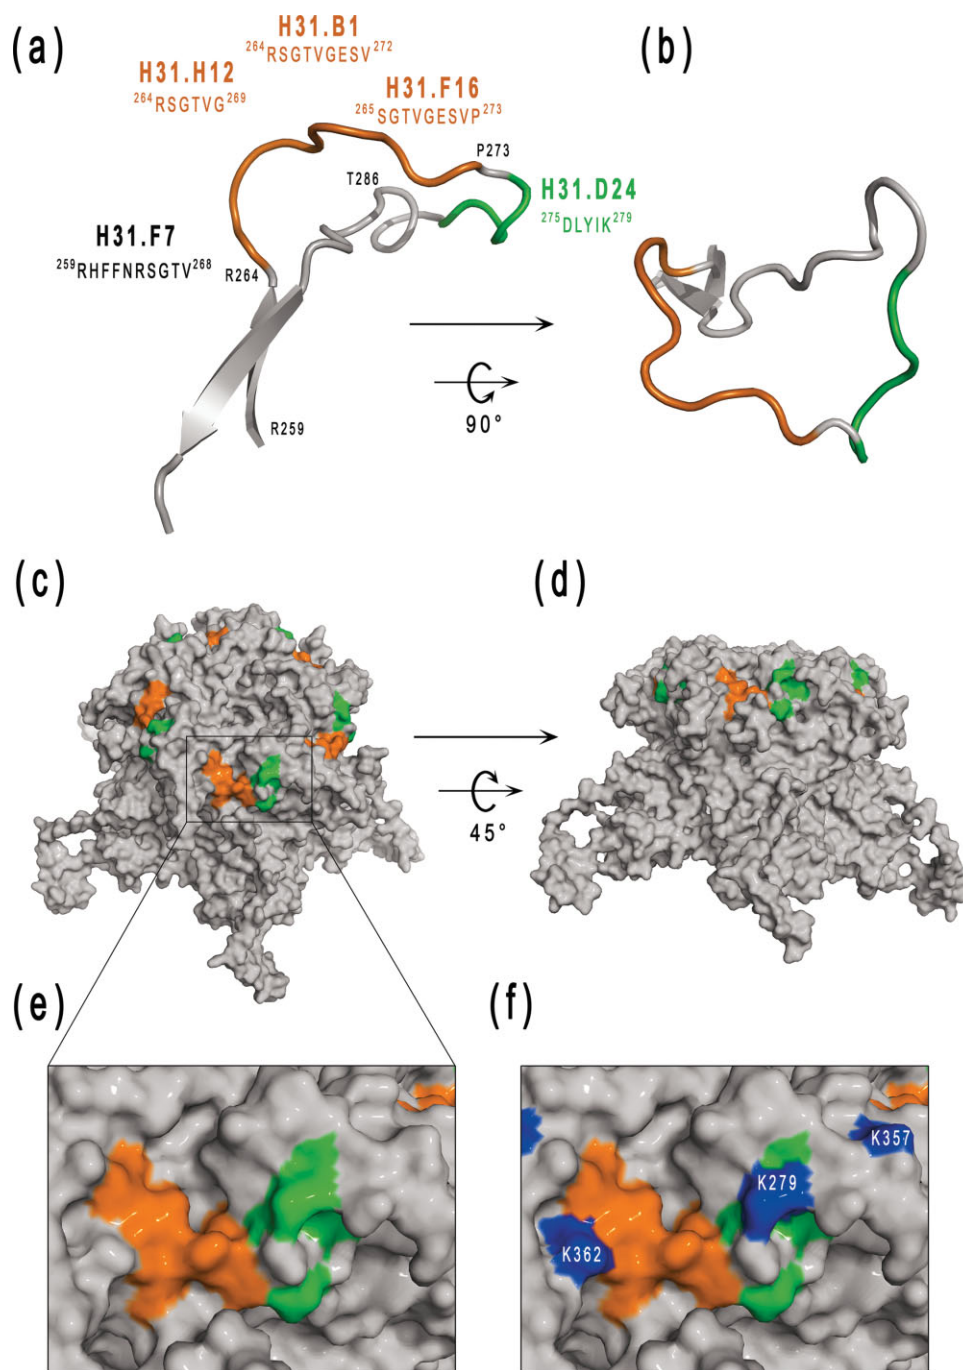 (a)
H31.B1
264RSGTVGESV272
(b)
H31.H12
264RSGTVG269
H31.F16
265SGTVGESVP273
P273
T286
H31.D24
275DLYIK279
H31.F7
259RHFFNRSGTV268
R264
R259
90°
(c)
(d)
45°
(e)
(f)
K357
K279
K362